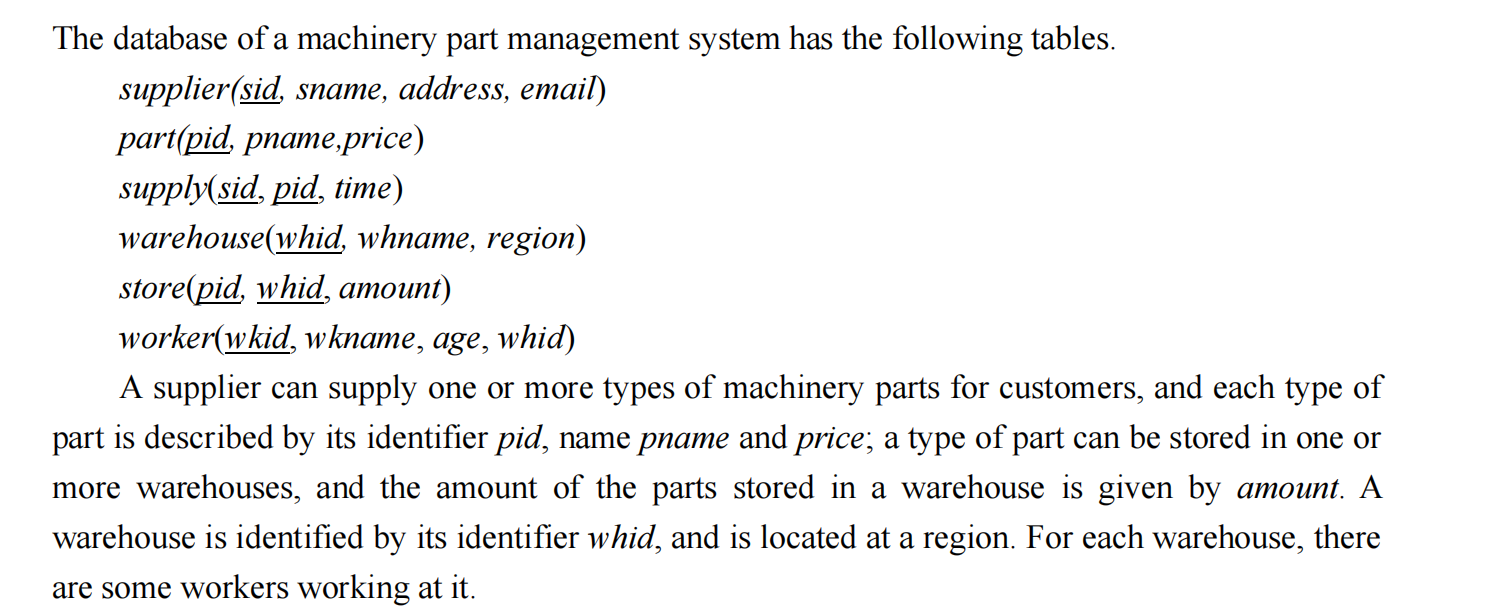 The database of a machinery part management system has the following tables.
supplier(sid, sname, address, email)
part(pid, pname,price)
supply(sid, pid, time)
warehouse(whid, whname, region)
store(pid, whid, amount)
worker(wkid, wkname, age, whid)
A supplier can supply one or more types of machinery parts for customers, and each type of
part is described by its identifier pid, name pname and price; a type of part can be stored in one or
more warehouses, and the amount of the parts stored in a warehouse is given by amount. A
warehouse is identified by its identifier whid, and is located at a region. For each warehouse, there
are some workers working at it.